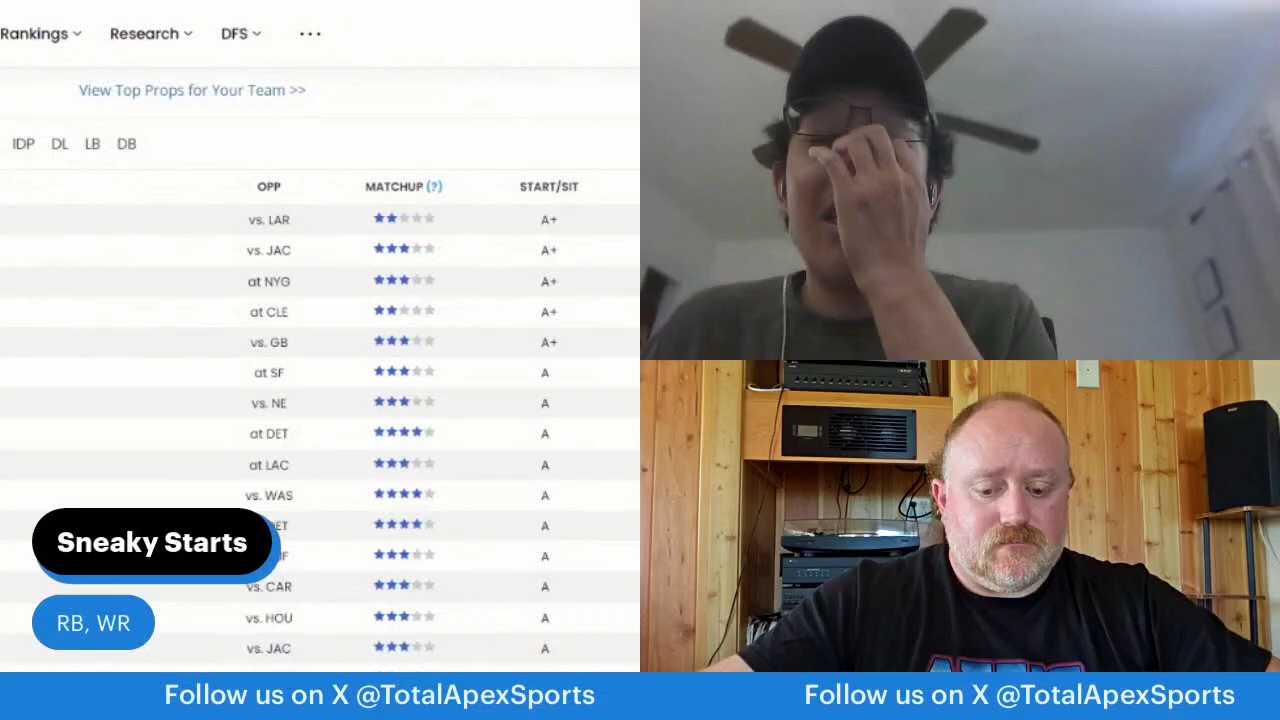 Rankings Research DFS ...
View Top Props for Your Team >>
IDP DL LB DB
OPP MATCHUP (?) START/SIT
vs. LAR A+
vs. JAC A+
at NYG A+
at CLE A+
vs. GB A+
at SF A
vs. NE A
at DET A
at LAC A
vs. WAS A
ET A
A
vs. CAR A
vs. HOU A
vs. JAC A
Sneaky Starts
RB, WR
Follow us on X @TotalApexSports
Follow us on X @TotalApexSports